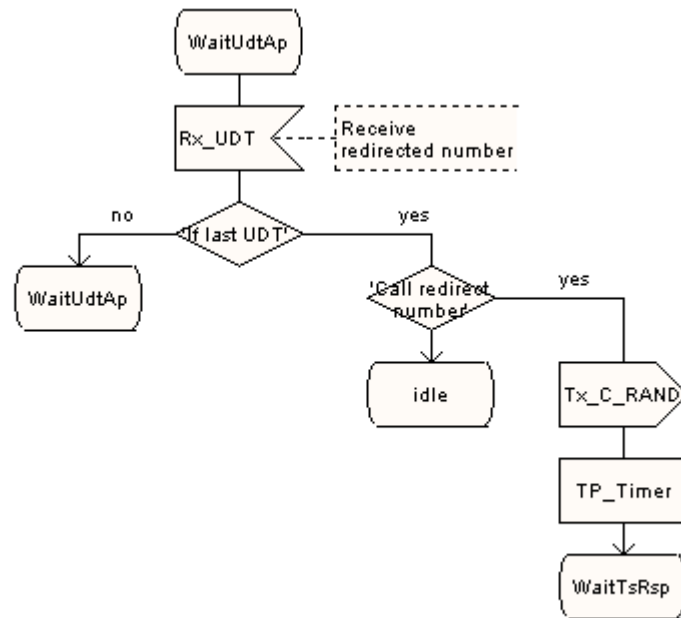 WaitUdtAp
Rx_UDT
Receive
redirected number
no
'If last UDT'
yes
WaitUdtAp
'Call redirect
number'
yes
idle
Tx_C_RAND
TP_Timer
WaitTsRsp